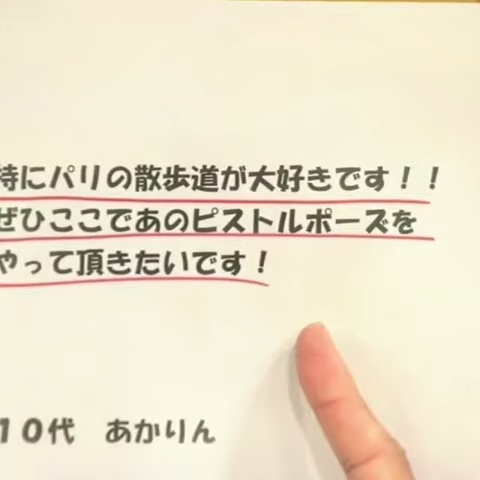 特にパリの散歩道が大好きです！！
ぜひここであのピストルポーズを
やって頂きたいです！
１０代　あかりん